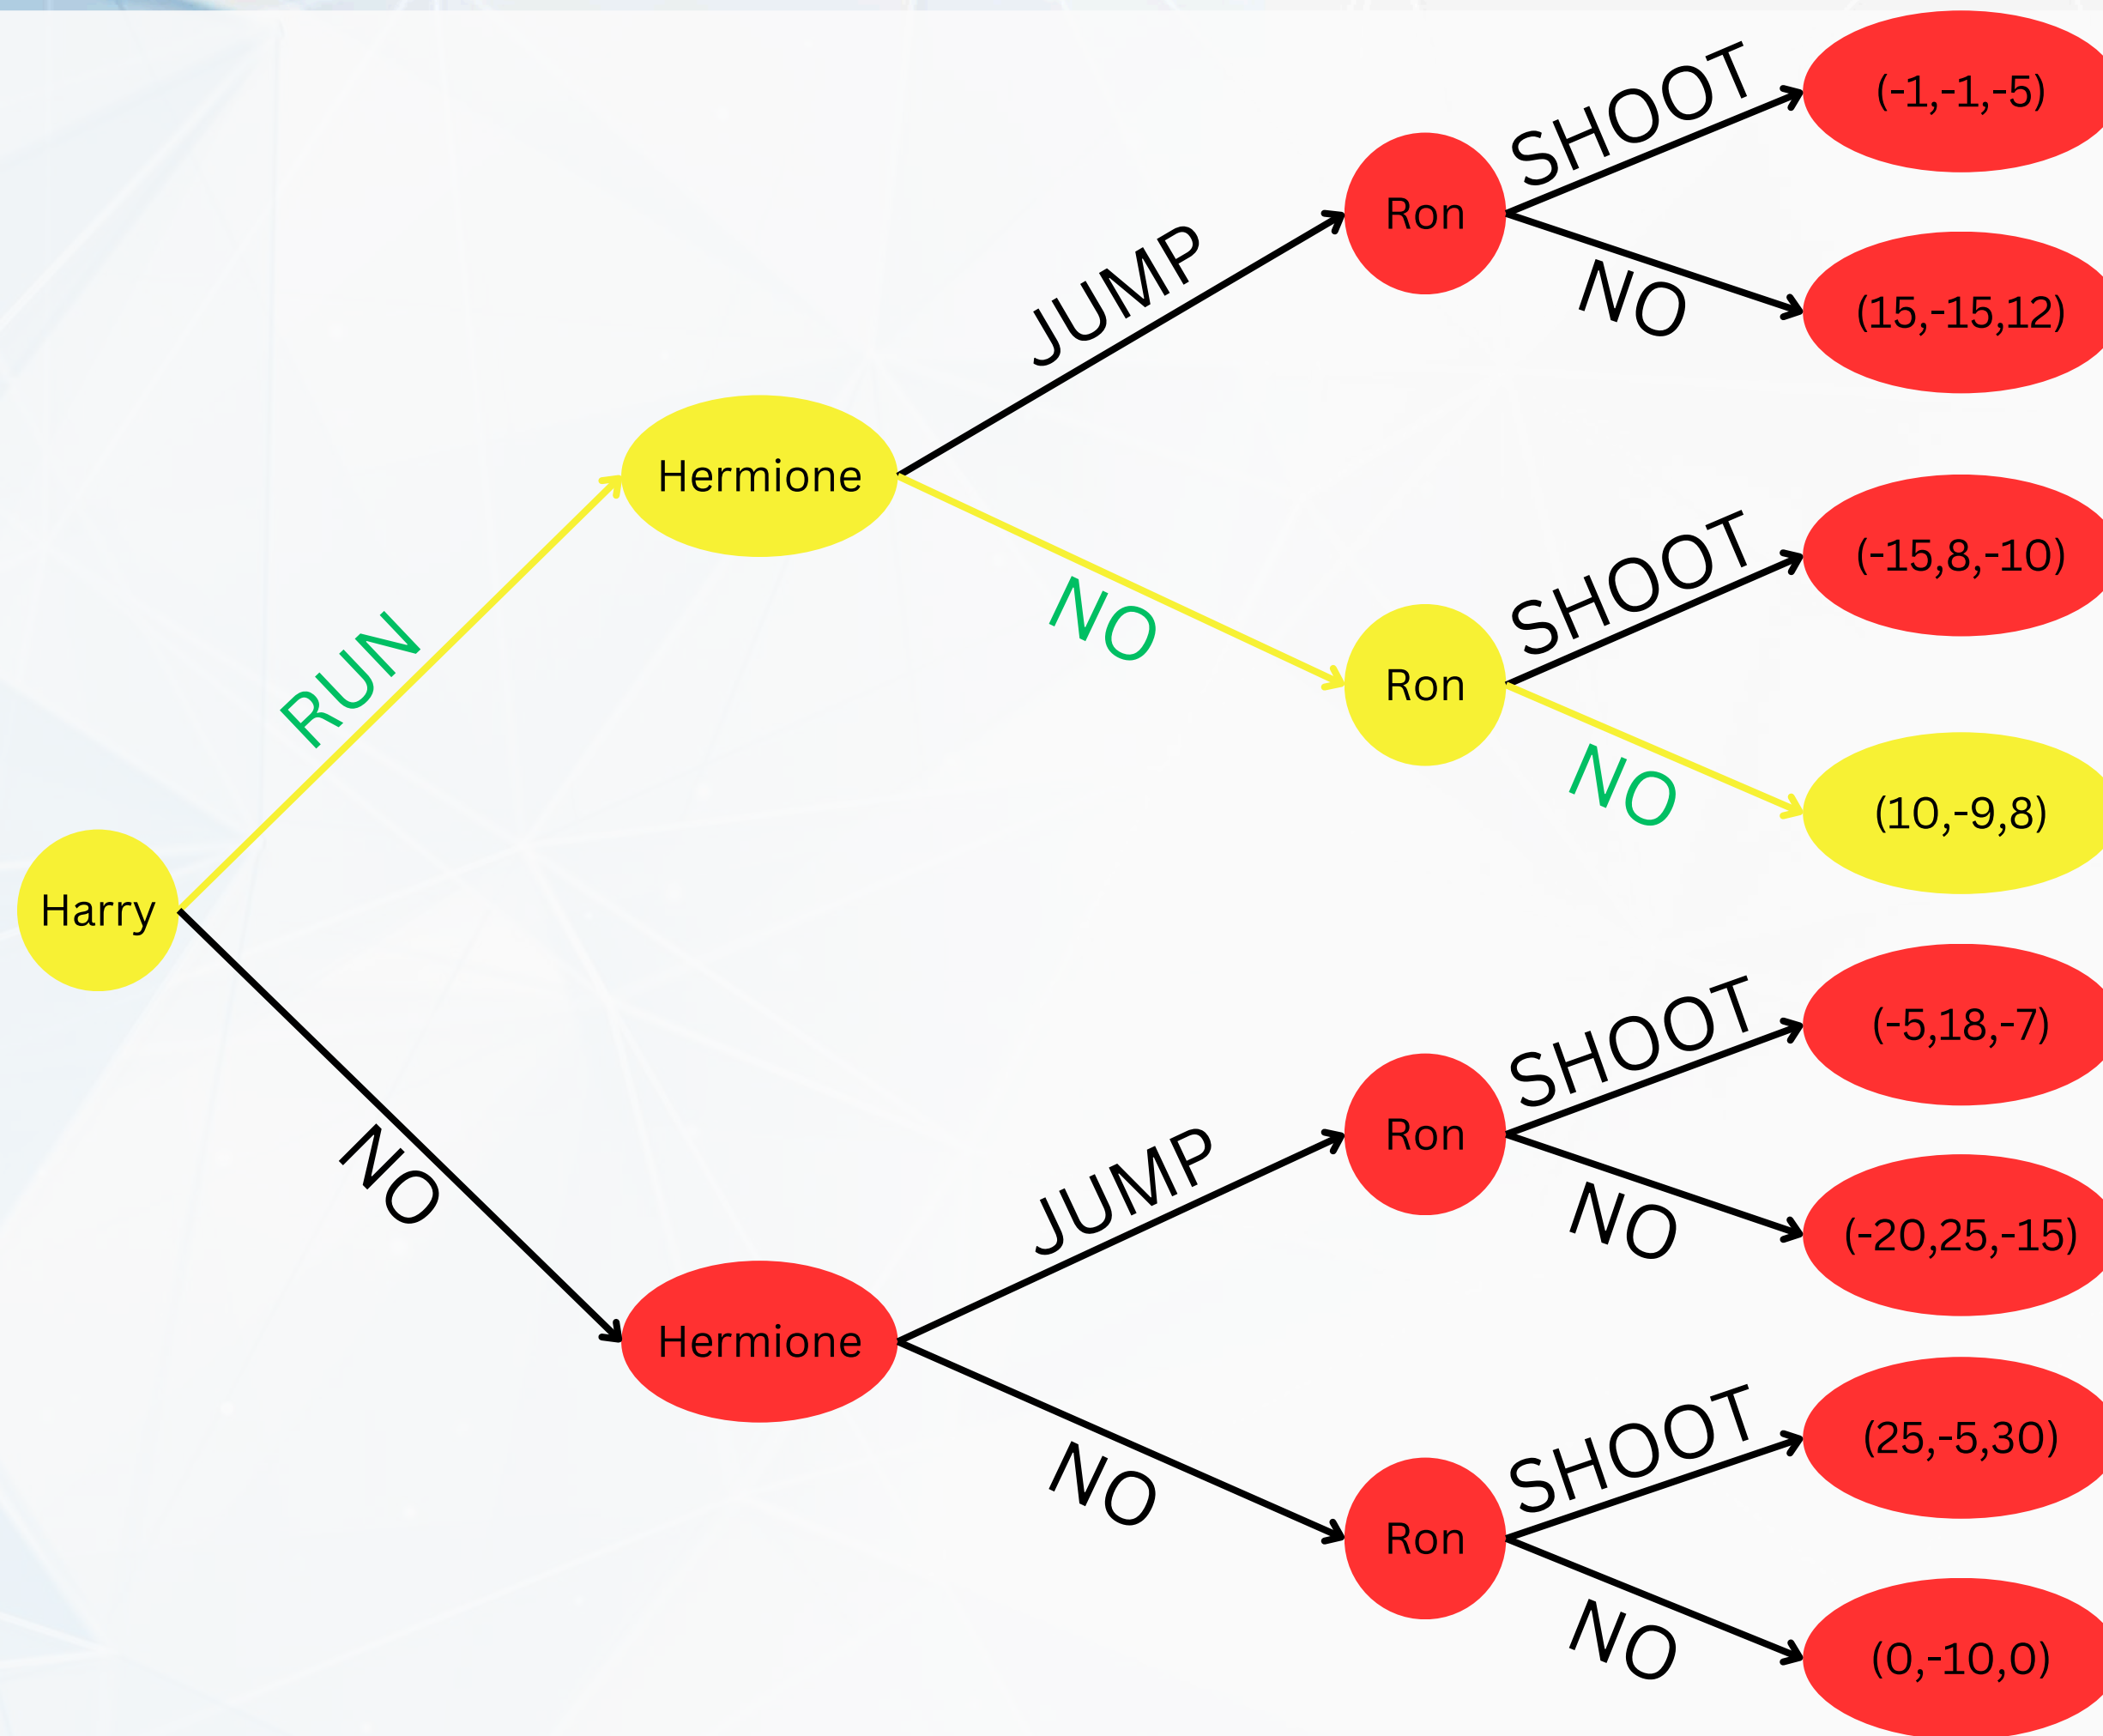 SHOOT
(-1,-1,-5)
Ron
NO
(15,-15,12)
JUMP
Hermione
SHOOT
(-15,8,-10)
NO
Ron
RUN
NO
(10,-9,8)
Harry
SHOOT
(-5,18,-7)
JUMP
Ron
NO
NO
(-20,25,-15)
Hermione
SHOOT
(25,-5,30)
NO
Ron
NO
(0,-10,0)